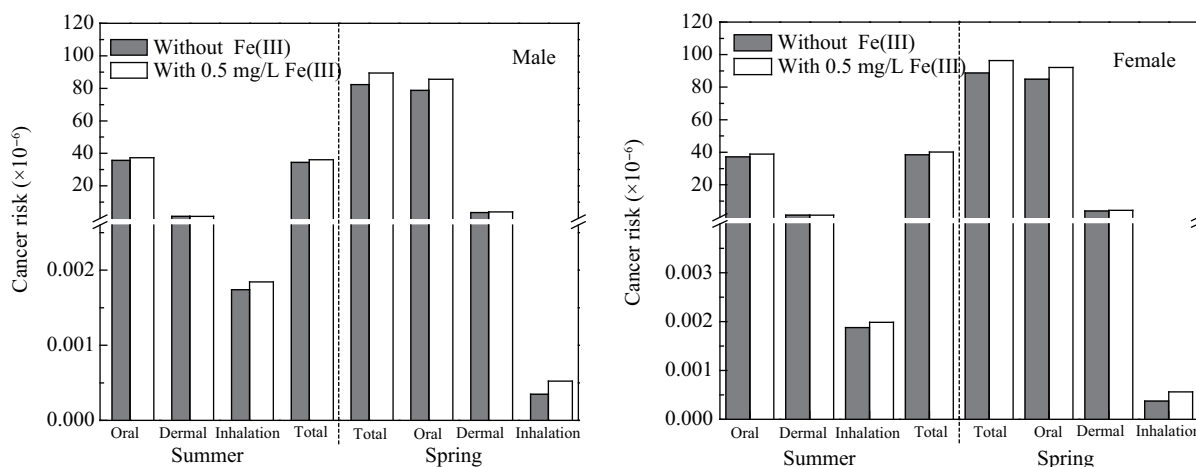 120
100
80
60
40
20
0.002
0.001
0.000
Cancer risk (×10⁻⁶)
Without Fe(III)
With 0.5 mg/L Fe(III)
Male
Oral Dermal Inhalation Total Total Oral Dermal Inhalation
Summer Spring
120
100
80
60
40
20
0.003
0.002
0.001
0.000
Cancer risk (×10⁻⁶)
Without Fe(III)
With 0.5 mg/L Fe(III)
Female
Oral Dermal Inhalation Total Total Oral Dermal Inhalation
Summer Spring